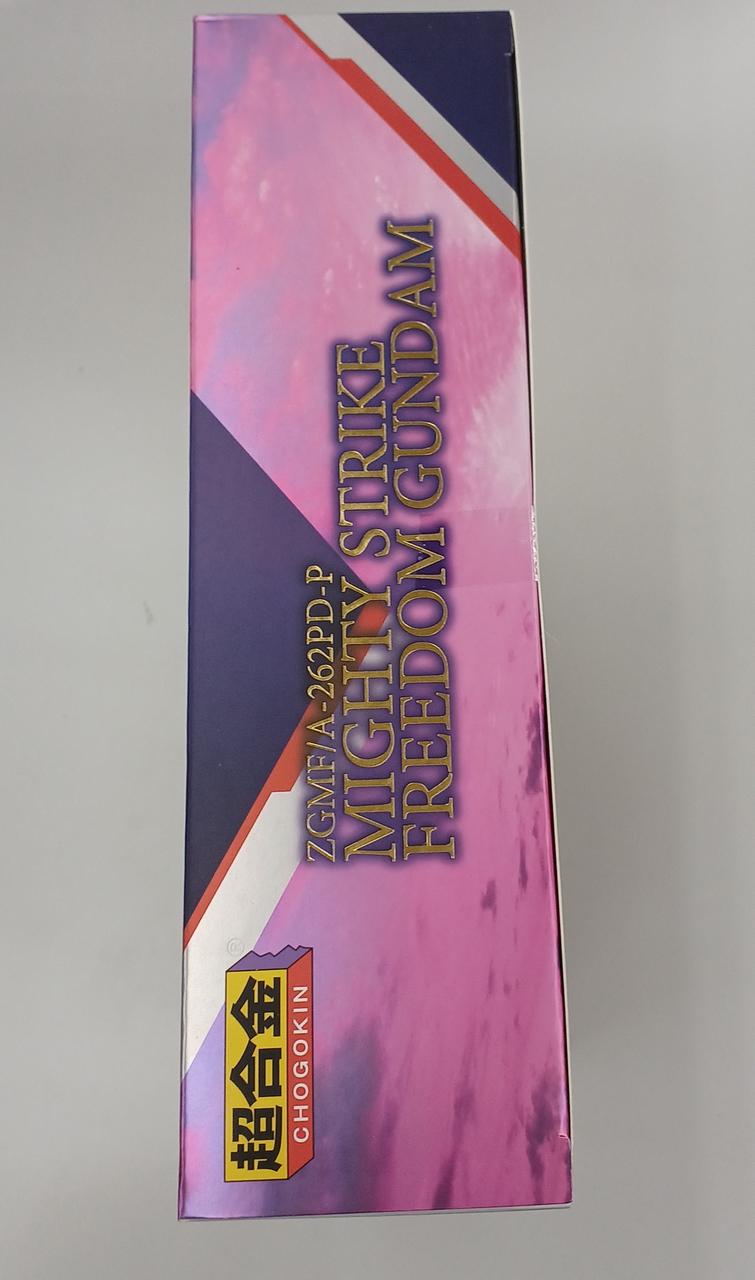 ZGMF/A-262PD-P
MIGHTY STRIKE
FREEDOM GUNDAM
超合金
®
CHOGOKIN